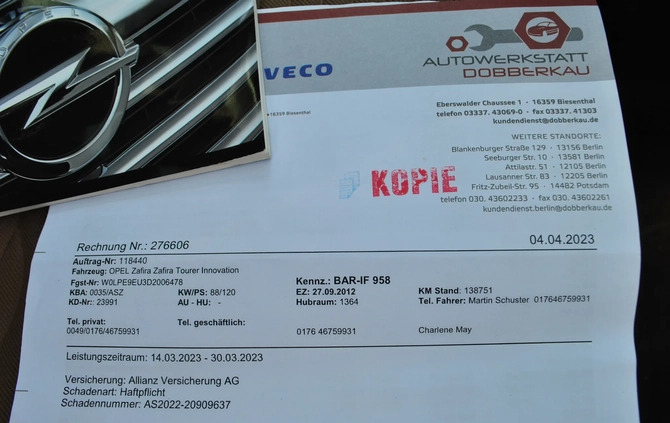 OPEL
VECO
AUTOWERKSTATT
DOBBERKAU
16359 Biesenthal
Eberswalder Chaussee 1 · 16359 Biesenthal
telefon 03337. 43069-0 · fax 03337. 41303
kundendienst@dobberkau.de
WEITERE STANDORTE:
Blankenburger Straße 129 · 13156 Berlin
Seeburger Str. 10 · 13581 Berlin
Attilastr. 51 · 12105 Berlin
Lausanner Str. 83 · 12205 Berlin
Fritz-Zubeil-Str. 95 · 14482 Potsdam
telefon 030. 43602233 · fax 030. 43602261
kundendienst.berlin@dobberkau.de
KOPIE
Rechnung Nr.: 276606 04.04.2023
Auftrag-Nr: 118440
Fahrzeug: OPEL Zafira Zafira Tourer Innovation
Fgst-Nr: W0LPE9EU3D2006478 Kennz.: BAR-IF 958
KBA: 0035/ASZ KW/PS: 88/120 EZ: 27.09.2012 KM Stand: 138751
KD-Nr.: 23991 AU - HU: - Hubraum: 1364 Tel. Fahrer: Martin Schuster 017646759931
Tel. privat: Tel. geschäftlich:
0049/0176/46759931 0176 46759931 Charlene May
Leistungszeitraum: 14.03.2023 - 30.03.2023
Versicherung: Allianz Versicherung AG
Schadenart: Haftpflicht
Schadennummer: AS2022-20909637